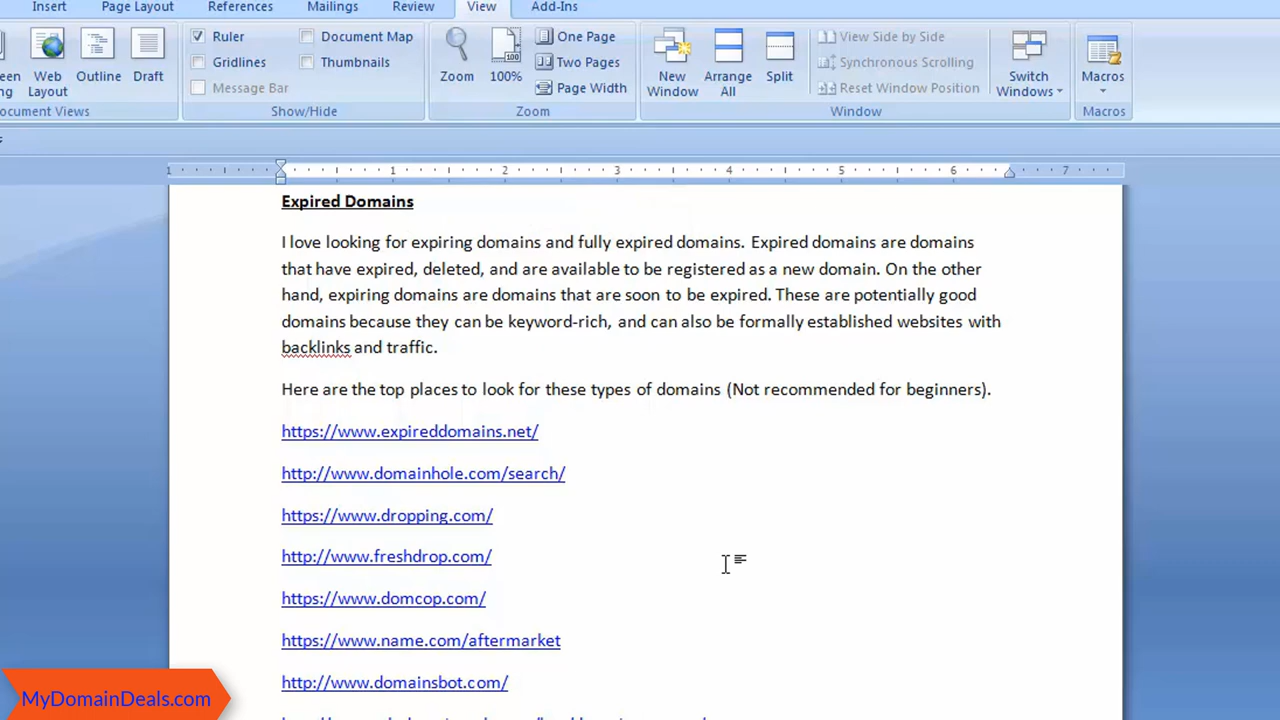 Insert Page Layout References Mailings Review View Add-Ins
Ruler Document Map One Page View Side by Side
Gridlines Thumbnails Two Pages Synchronous Scrolling
Web Layout Outline Draft Message Bar Zoom 100% Page Width New Window Arrange All Split Reset Window Position Switch Windows Macros
Show/Hide Zoom Window Macros
1 1 2 3 4 5 6 7
Expired Domains
I love looking for expiring domains and fully expired domains. Expired domains are domains
that have expired, deleted, and are available to be registered as a new domain. On the other
hand, expiring domains are domains that are soon to be expired. These are potentially good
domains because they can be keyword-rich, and can also be formally established websites with
backlinks and traffic.
Here are the top places to look for these types of domains (Not recommended for beginners).
https://www.expireddomains.net/
http://www.domainhole.com/search/
https://www.dropping.com/
http://www.freshdrop.com/
https://www.domcop.com/
https://www.name.com/aftermarket
http://www.domainsbot.com/
MyDomainDeals.com